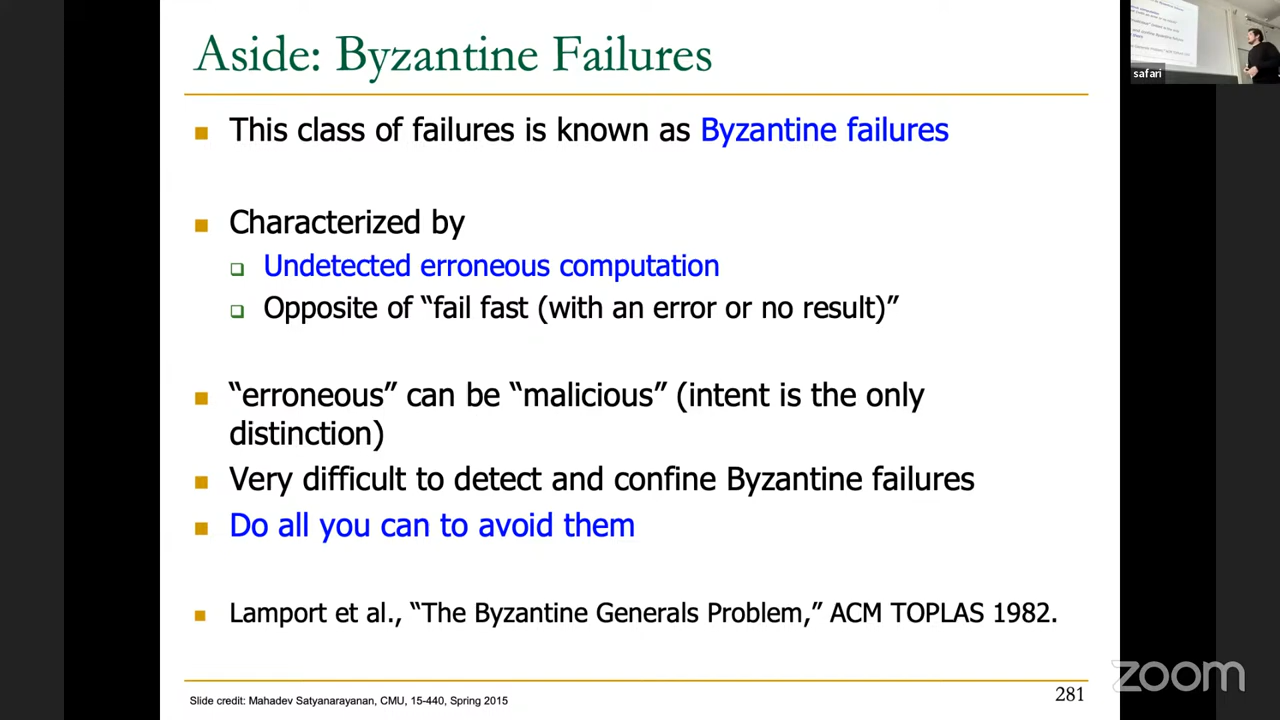 Aside: Byzantine Failures
This class of failures is known as Byzantine failures
Characterized by
Undetected erroneous computation
Opposite of “fail fast (with an error or no result)”
“erroneous” can be “malicious” (intent is the only
distinction)
Very difficult to detect and confine Byzantine failures
Do all you can to avoid them
Lamport et al., “The Byzantine Generals Problem,” ACM TOPLAS 1982.
Slide credit: Mahadev Satyanarayanan, CMU, 15-440, Spring 2015
281
safari
zoom